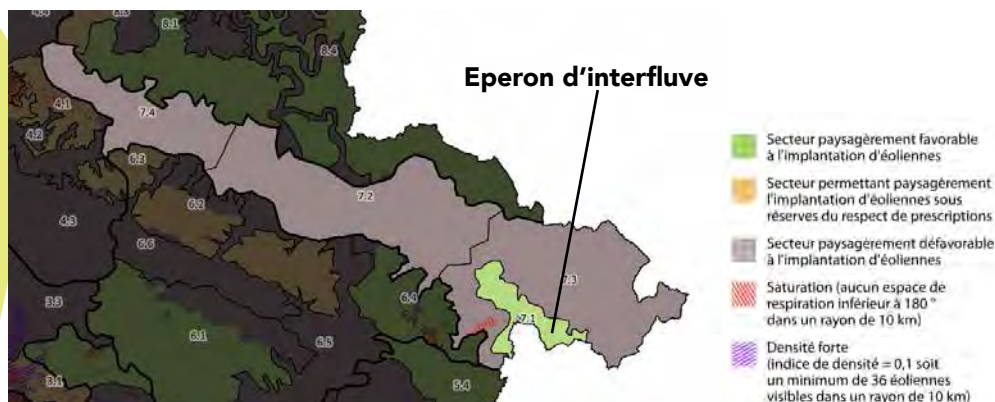 4.4
7.3
8.1
8.4
Eperon d'interfluve
4.1
7.4
4.2
6.3
6.2
7.2
4.3
6.6
7.3
6.4
7.1
3.3
6.1
6.5
3.1
5.4
Secteur paysagèrement favorable
à l'implantation d'éoliennes
Secteur permettant paysagèrement
l'implantation d'éoliennes sous
réserves du respect de prescriptions
Secteur paysagèrement défavorable
à l'implantation d'éoliennes
Saturation (aucun espace de
respiration inférieur à 180 °
dans un rayon de 10 km)
Densité forte
(indice de densité = 0,1 soit
un minimum de 36 éoliennes
visibles dans un rayon de 10 km)